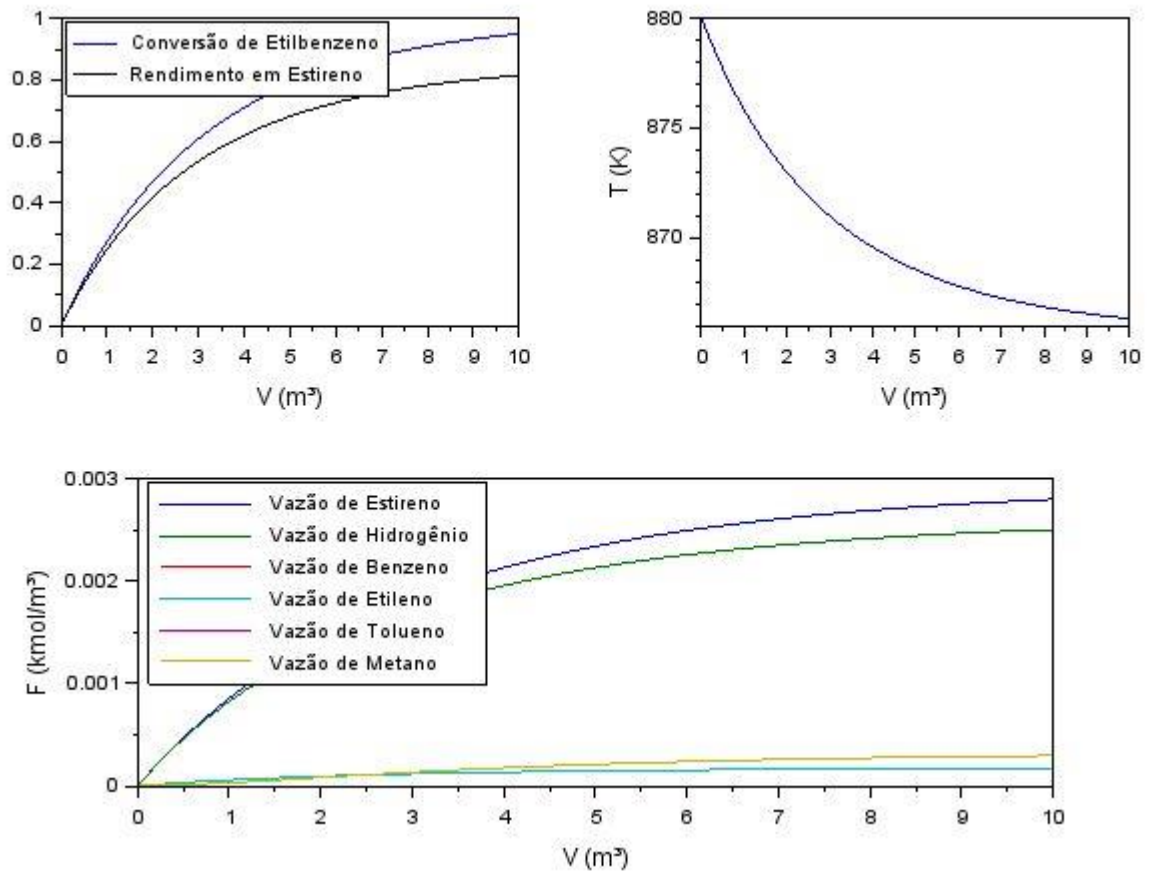 Conversão de Etilbenzeno
Rendimento em Estireno
1
0.8
0.6
0.4
0.2
0
0 1 2 3 4 5 6 7 8 9 10
V (m³)
880
875
870
T (K)
0 1 2 3 4 5 6 7 8 9 10
V (m³)
Vazão de Estireno
Vazão de Hidrogênio
Vazão de Benzeno
Vazão de Etileno
Vazão de Tolueno
Vazão de Metano
0.003
0.002
0.001
0
F (kmol/m³)
0 1 2 3 4 5 6 7 8 9 10
V (m³)